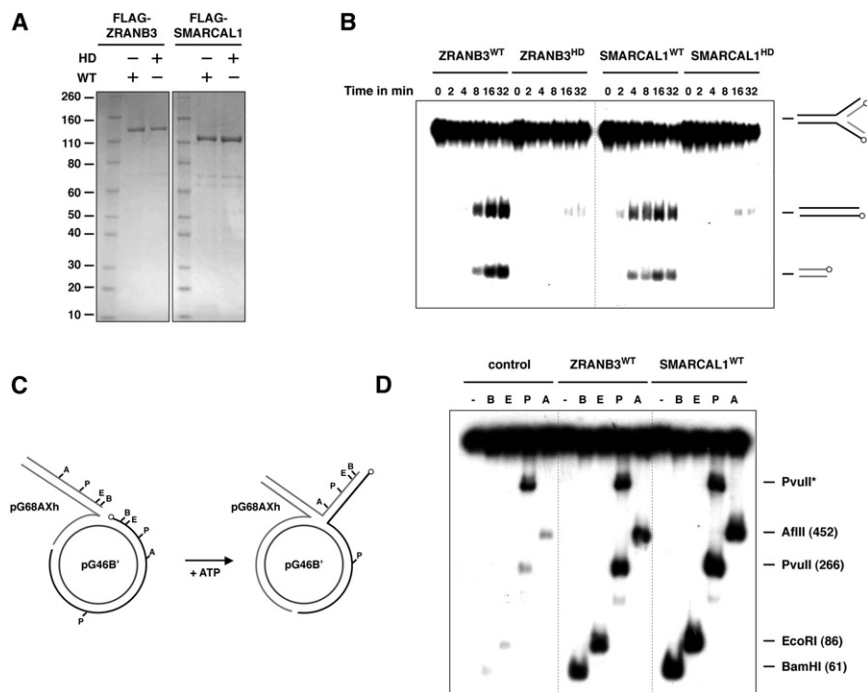 A
FLAG-
ZRANB3
FLAG-
SMARCAL1
HD – + – +
WT + – + –
260
160
110
80
60
50
40
30
20
10
B
ZRANB3WT ZRANB3HD SMARCAL1WT SMARCAL1HD
Time in min 0 2 4 8 16 32 0 2 4 8 16 32 0 2 4 8 16 32 0 2 4 8 16 32
C
A
P
E
B
pG68AXh
B
E
P
A
pG46B'
P
+ ATP
B
E
P
A
pG68AXh
pG46B'
P
D
control ZRANB3WT SMARCAL1WT
- B E P A - B E P A - B E P A
PvuII*
AflII (452)
PvuII (266)
EcoRI (86)
BamHI (61)